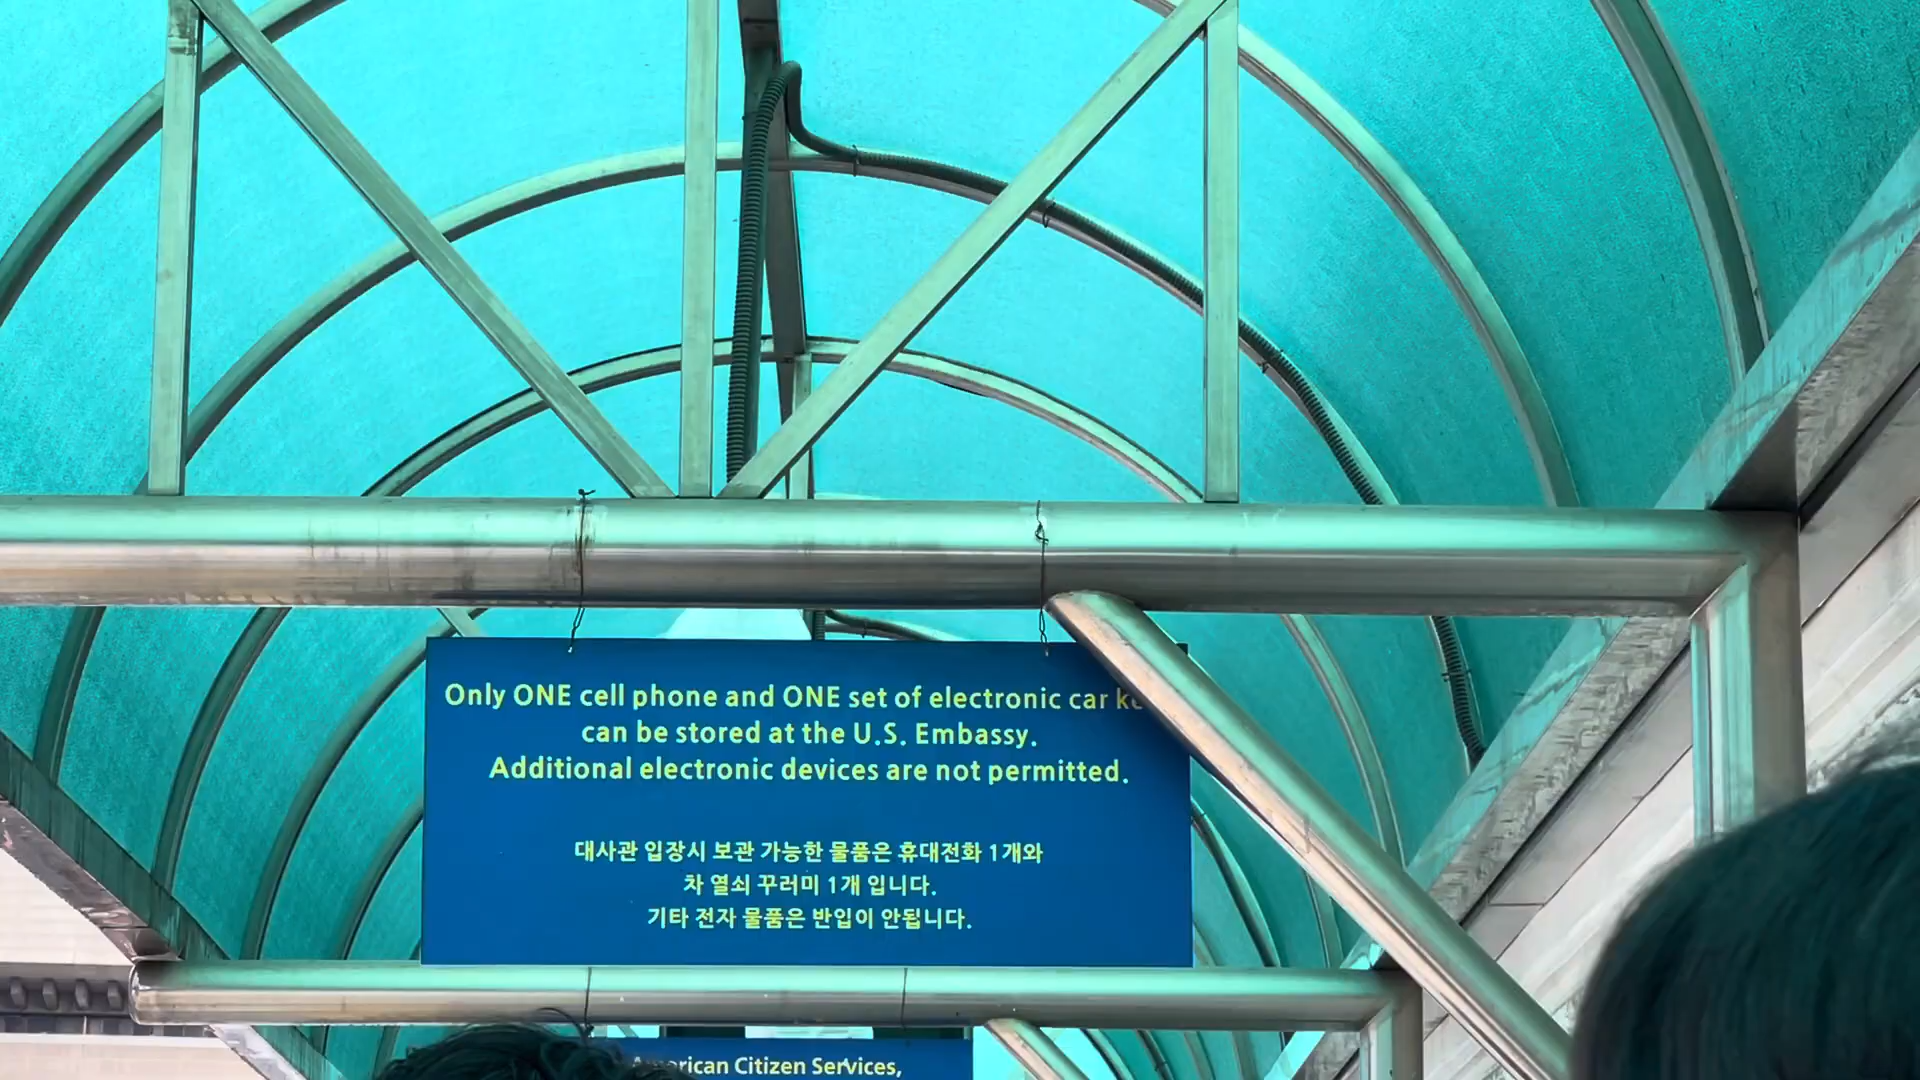 Only ONE cell phone and ONE set of electronic car
can be stored at the U.S. Embassy.
Additional electronic devices are not permitted.
대사관 입장시 보관 가능한 물품은 휴대전화 1개와
차 열쇠 꾸러미 1개 입니다.
기타 전자 물품은 반입이 안됩니다.
American Citizen Services,